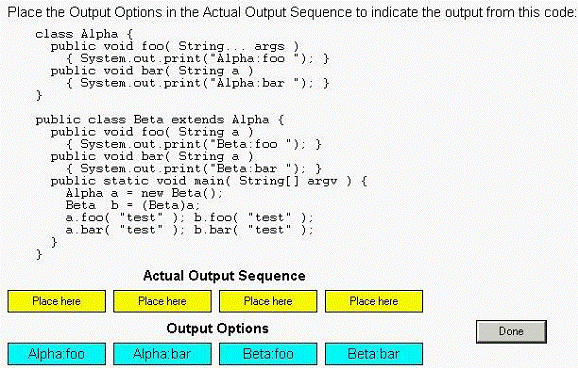 Place the Output Options in the Actual Output Sequence to indicate the output from this code:
class Alpha {
public void foo( String... args )
{ System.out.print("Alpha:foo "); }
public void bar( String a )
{ System.out.print("Alpha:bar "); }
}
public class Beta extends Alpha {
public void foo( String a )
{ System.out.print("Beta:foo "); }
public void bar( String a )
{ System.out.print("Beta:bar "); }
public static void main( String[] argv ) {
Alpha a = new Beta();
Beta b = (Beta)a;
a.foo( "test" ); b.foo( "test" );
a.bar( "test" ); b.bar( "test" );
}
}
Actual Output Sequence
Place here Place here Place here Place here
Output Options
Done
Alpha:foo Alpha:bar Beta:foo Beta:bar